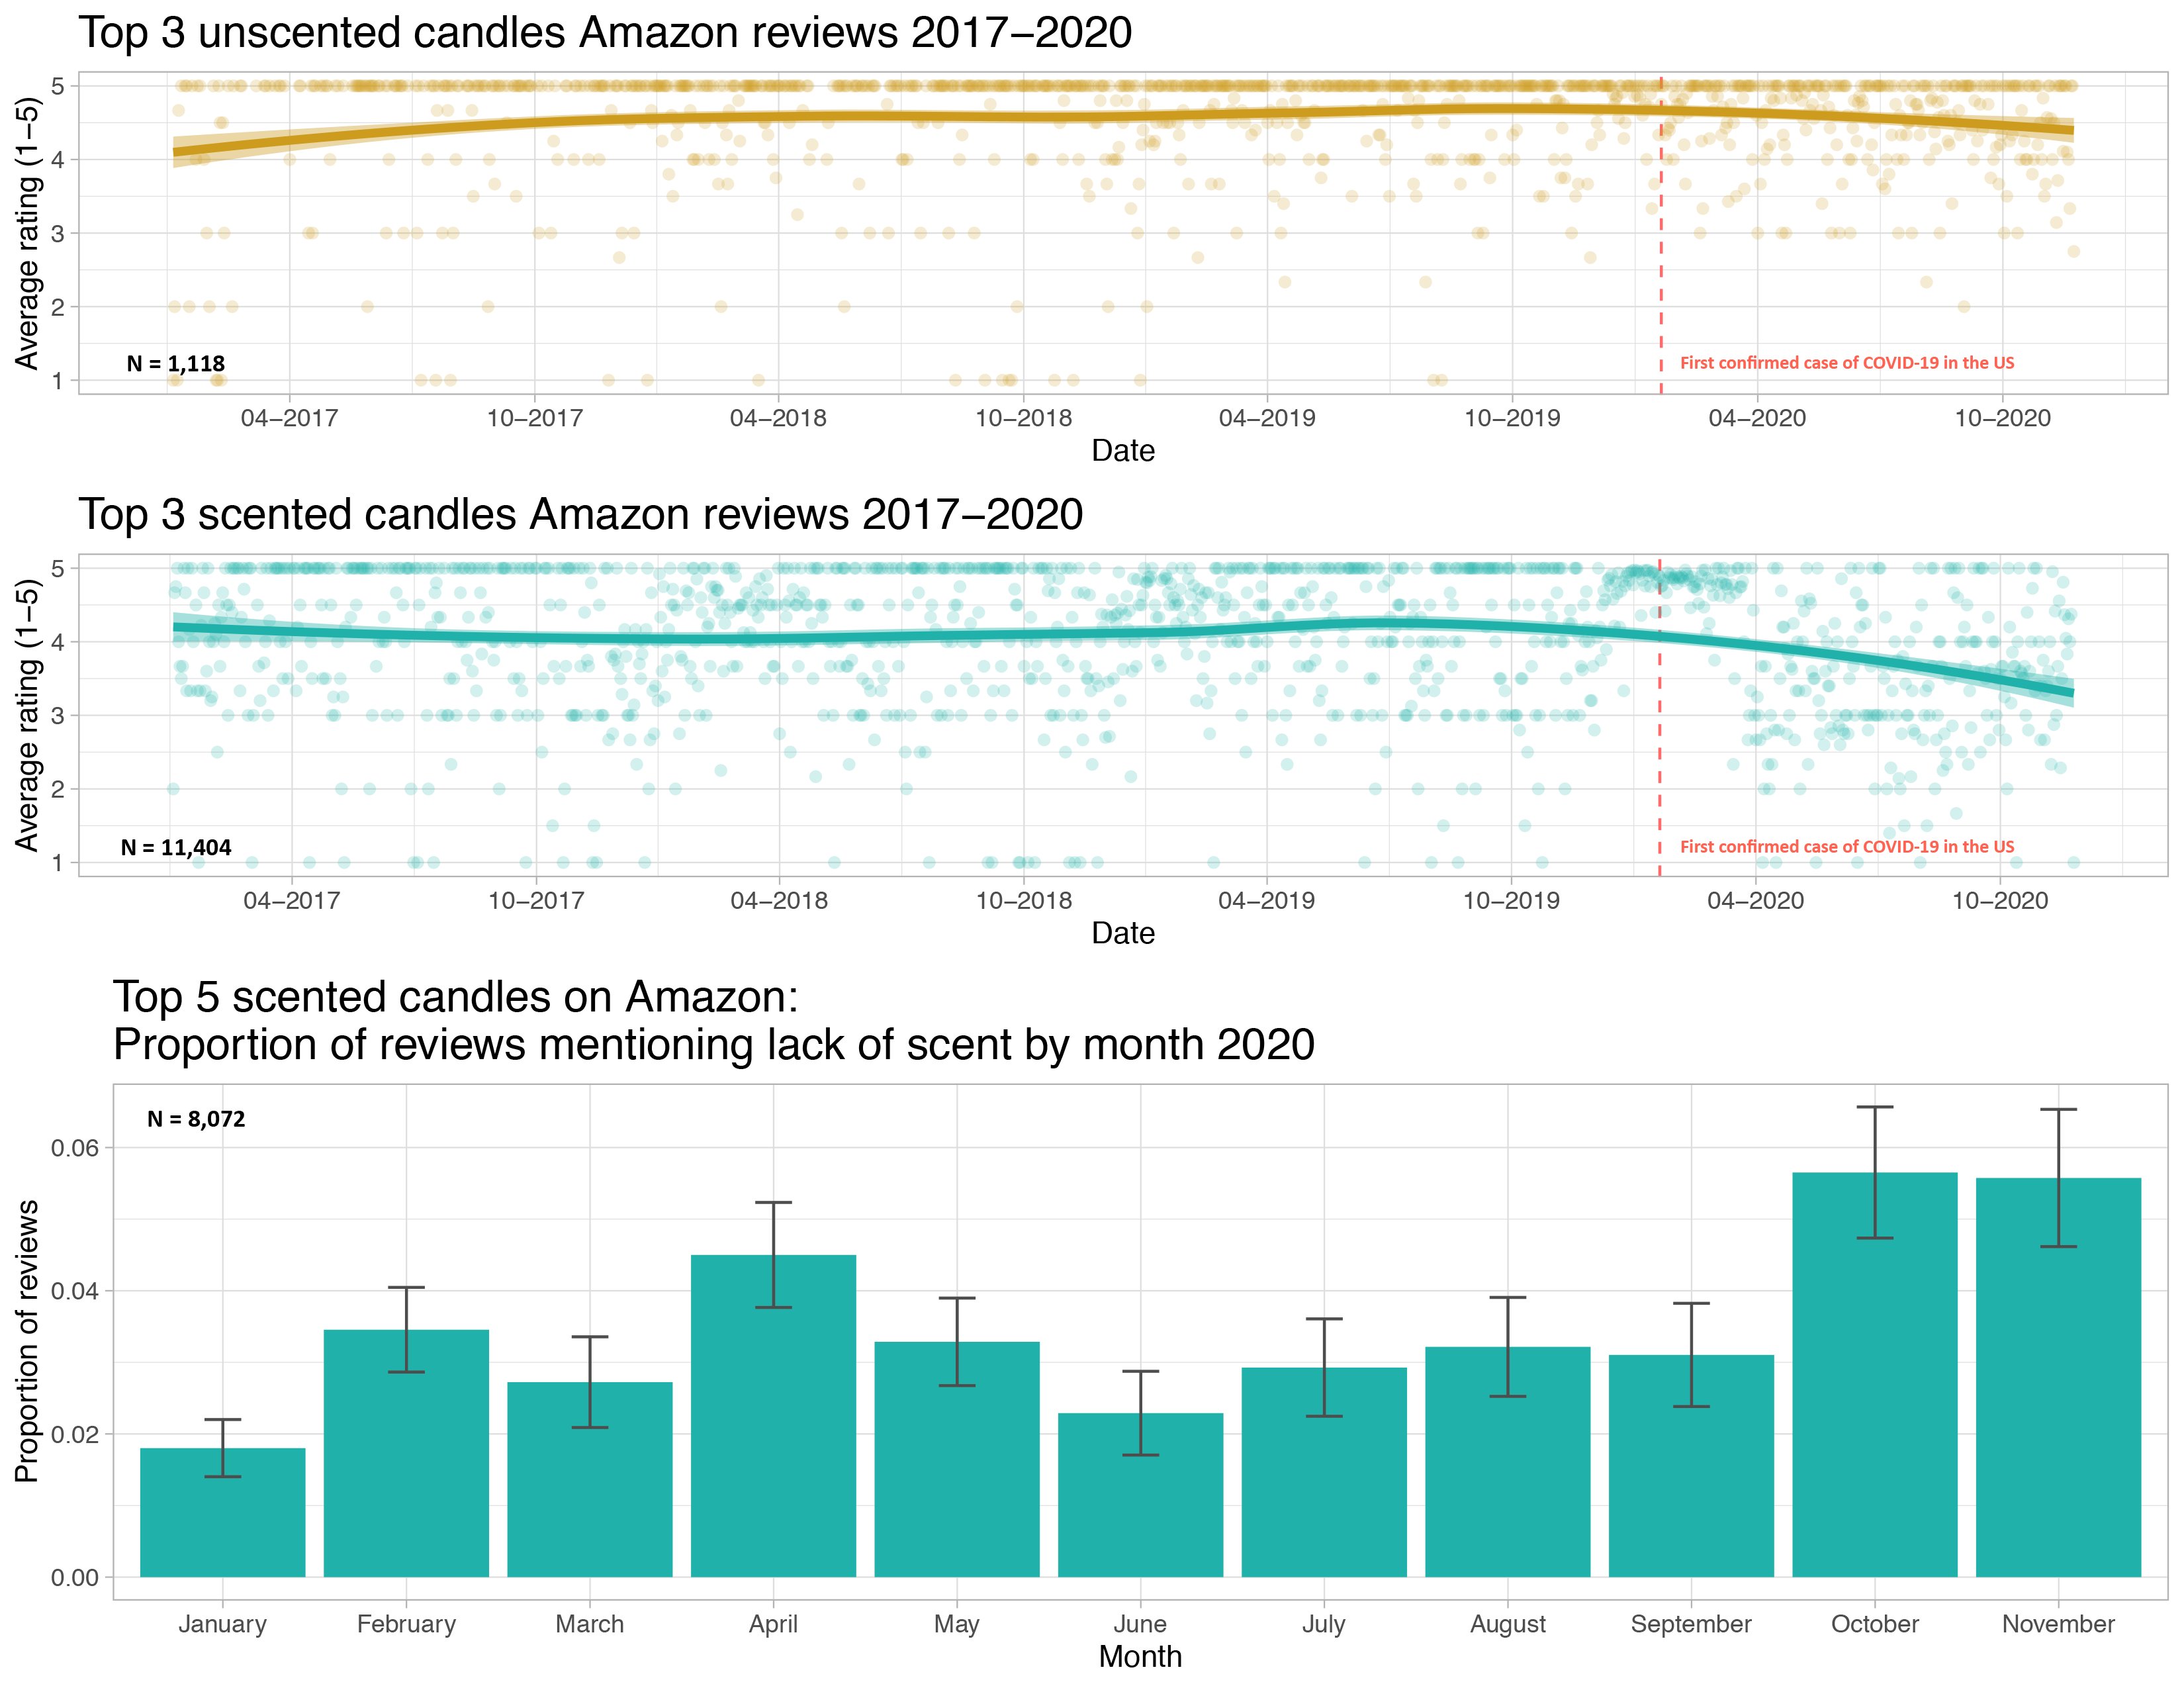 Top 3 unscented candles Amazon reviews 2017–2020
Average rating (1–5)
5
4
3
2
1
N = 1,118
First confirmed case of COVID-19 in the US
04–2017
10–2017
04–2018
10–2018
04–2019
10–2019
04–2020
10–2020
Date
Top 3 scented candles Amazon reviews 2017–2020
Average rating (1–5)
5
4
3
2
1
N = 11,404
First confirmed case of COVID-19 in the US
04–2017
10–2017
04–2018
10–2018
04–2019
10–2019
04–2020
10–2020
Date
Top 5 scented candles on Amazon:
Proportion of reviews mentioning lack of scent by month 2020
N = 8,072
Proportion of reviews
0.06
0.04
0.02
0.00
January
February
March
April
May
June
July
August
September
October
November
Month